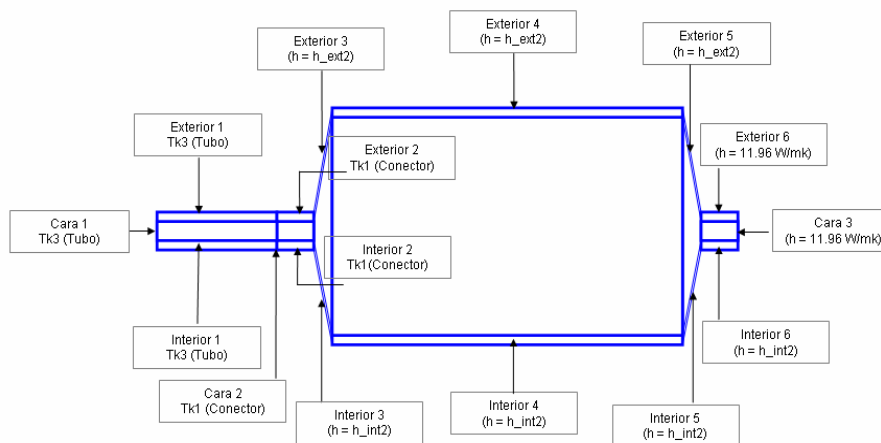 Exterior 4
(h = h_ext2)
Exterior 3
(h = h_ext2)
Exterior 5
(h = h_ext2)
Exterior 1
Tk3 (Tubo)
Exterior 2
Tk1 (Conector)
Exterior 6
(h = 11.96 W/mk)
Cara 1
Tk3 (Tubo)
Cara 3
(h = 11.96 W/mk)
Interior 2
Tk1(Conector)
Interior 1
Tk3 (Tubo)
Interior 6
(h = h_int2)
Cara 2
Tk1 (Conector)
Interior 3
(h = h_int2)
Interior 4
(h = h_int2)
Interior 5
(h = h_int2)